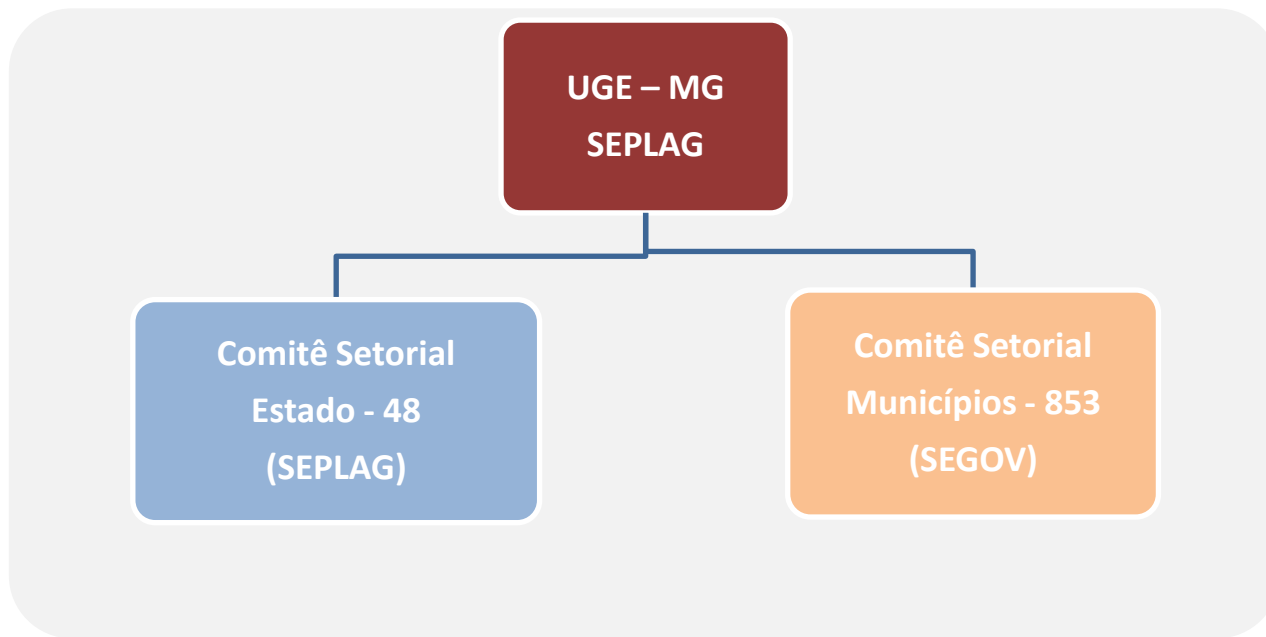 UGE – MG
SEPLAG
Comitê Setorial
Estado - 48
(SEPLAG)
Comitê Setorial
Municípios - 853
(SEGOV)